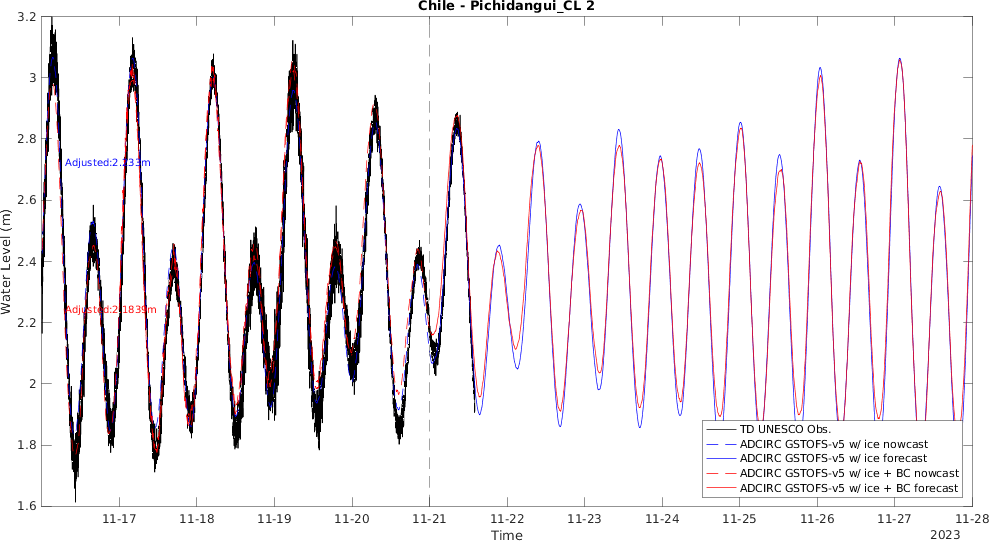 Chile - Pichidangui_CL 2
3.2
3
2.8
2.6
2.4
2.2
2
1.8
1.6
Water Level (m)
Adjusted:2.1839m
TD UNESCO Obs.
ADCIRC GSTOFS-v5 w/ ice nowcast
ADCIRC GSTOFS-v5 w/ ice forecast
ADCIRC GSTOFS-v5 w/ ice + BC nowcast
ADCIRC GSTOFS-v5 w/ ice + BC forecast
11-17
11-18
11-19
11-20
11-21
11-22
11-23
11-24
11-25
11-26
11-27
11-28
Time
2023